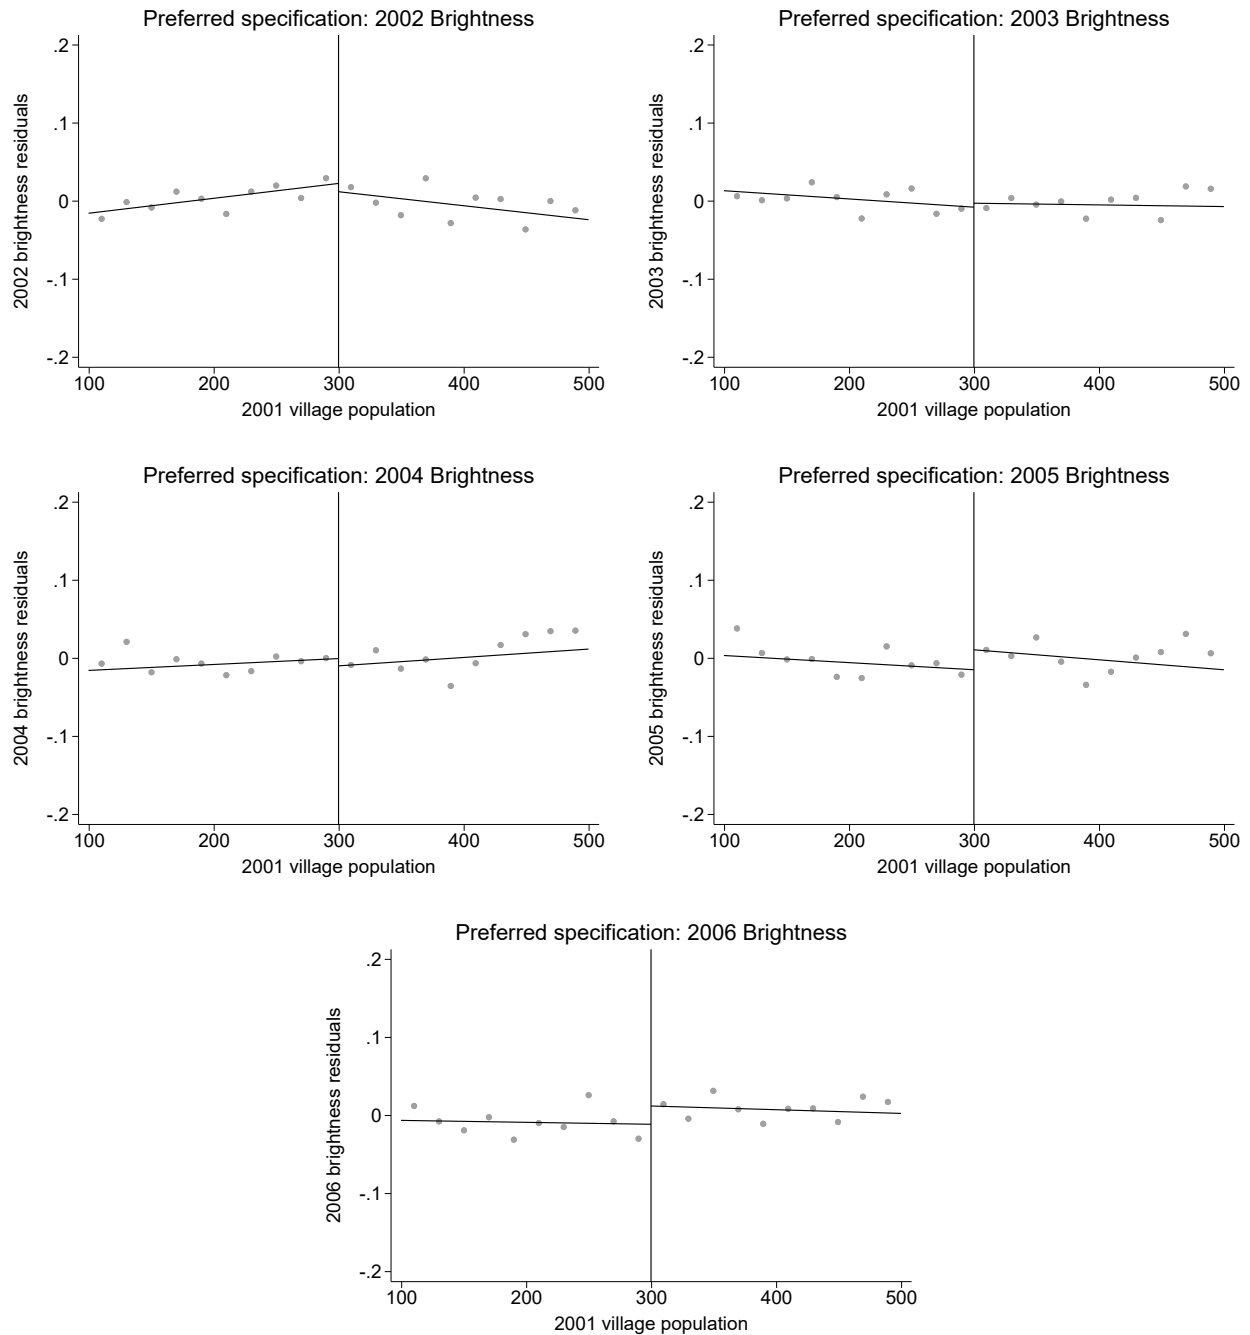 Preferred specification: 2002 Brightness
.2
.1
0
-.1
-.2
2002 brightness residuals
100 200 300 400 500
2001 village population
Preferred specification: 2003 Brightness
.2
.1
0
-.1
-.2
2003 brightness residuals
100 200 300 400 500
2001 village population
Preferred specification: 2004 Brightness
.2
.1
0
-.1
-.2
2004 brightness residuals
100 200 300 400 500
2001 village population
Preferred specification: 2005 Brightness
.2
.1
0
-.1
-.2
2005 brightness residuals
100 200 300 400 500
2001 village population
Preferred specification: 2006 Brightness
.2
.1
0
-.1
-.2
2006 brightness residuals
100 200 300 400 500
2001 village population